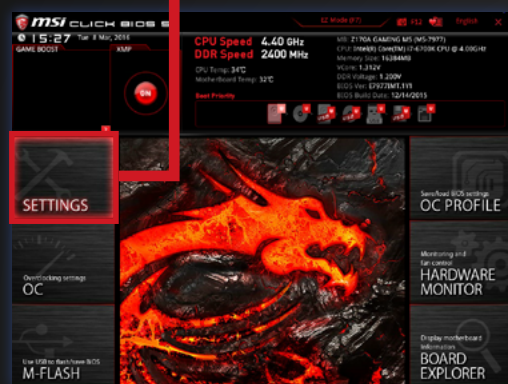 msi CLICK BIOS 5
EZ Mode (F7)
F12
English
X
15:27 Tue 8 Mar, 2016
GAME BOOST
XMP
ON
CPU Speed 4.40 GHz
DDR Speed 2400 MHz
CPU Temp: 34°C
Motherboard Temp: 32°C
MB: Z170A GAMING M5 (MS-7977)
CPU: Intel(R) Core(TM) i7-6700K CPU @ 4.00GHz
Memory Size: 16384MB
VCore: 1.312V
DDR Voltage: 1.200V
BIOS Ver: E7977IMT.1Y1
BIOS Build Date: 12/14/2015
Boot Priority
SETTINGS
Overclocking settings
OC
Use USB to flash/save BIOS
M-FLASH
Save/load BIOS settings
OC PROFILE
Monitoring and
fan control
HARDWARE
MONITOR
Display motherboard
information
BOARD
EXPLORER